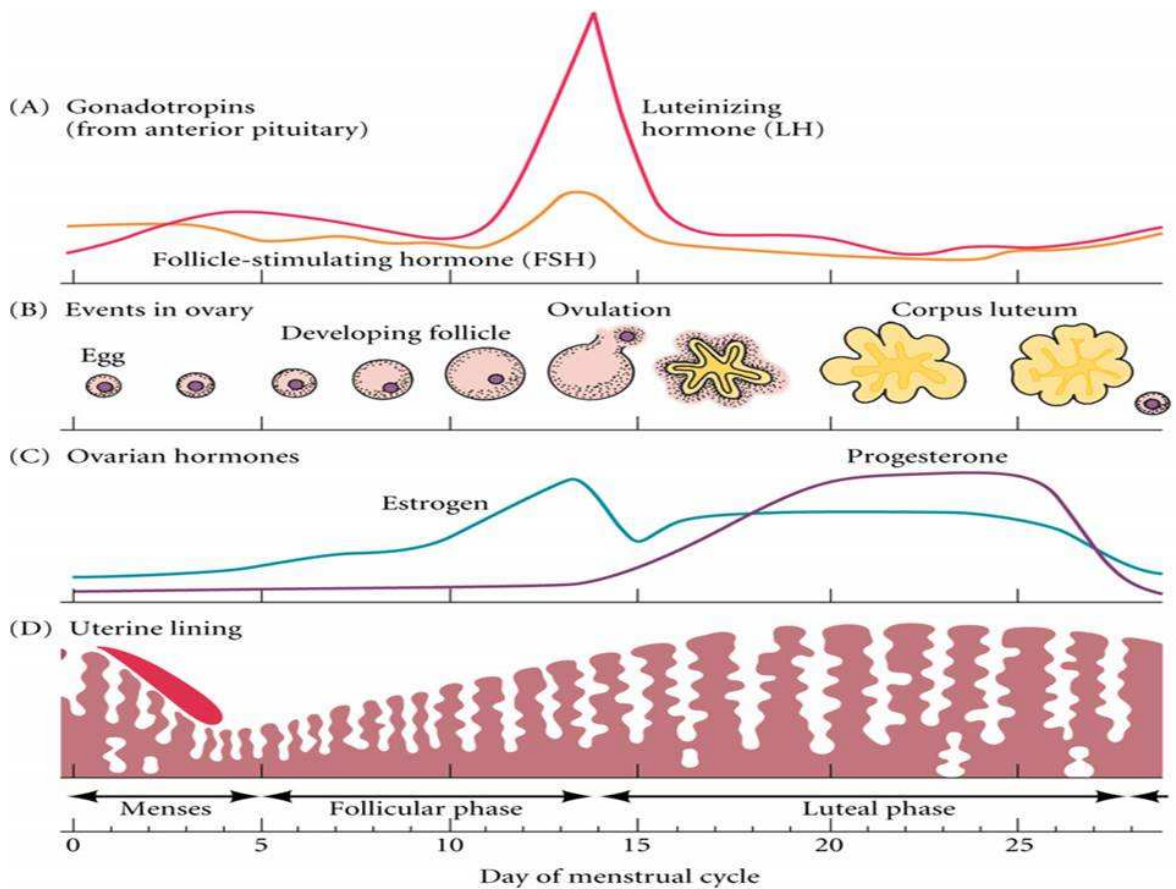 (A) Gonadotropins
(from anterior pituitary)
Luteinizing
hormone (LH)
Follicle-stimulating hormone (FSH)
(B) Events in ovary
Ovulation
Corpus luteum
Developing follicle
Egg
(C) Ovarian hormones
Progesterone
Estrogen
(D) Uterine lining
Menses
Follicular phase
Luteal phase
0 5 10 15 20 25
Day of menstrual cycle